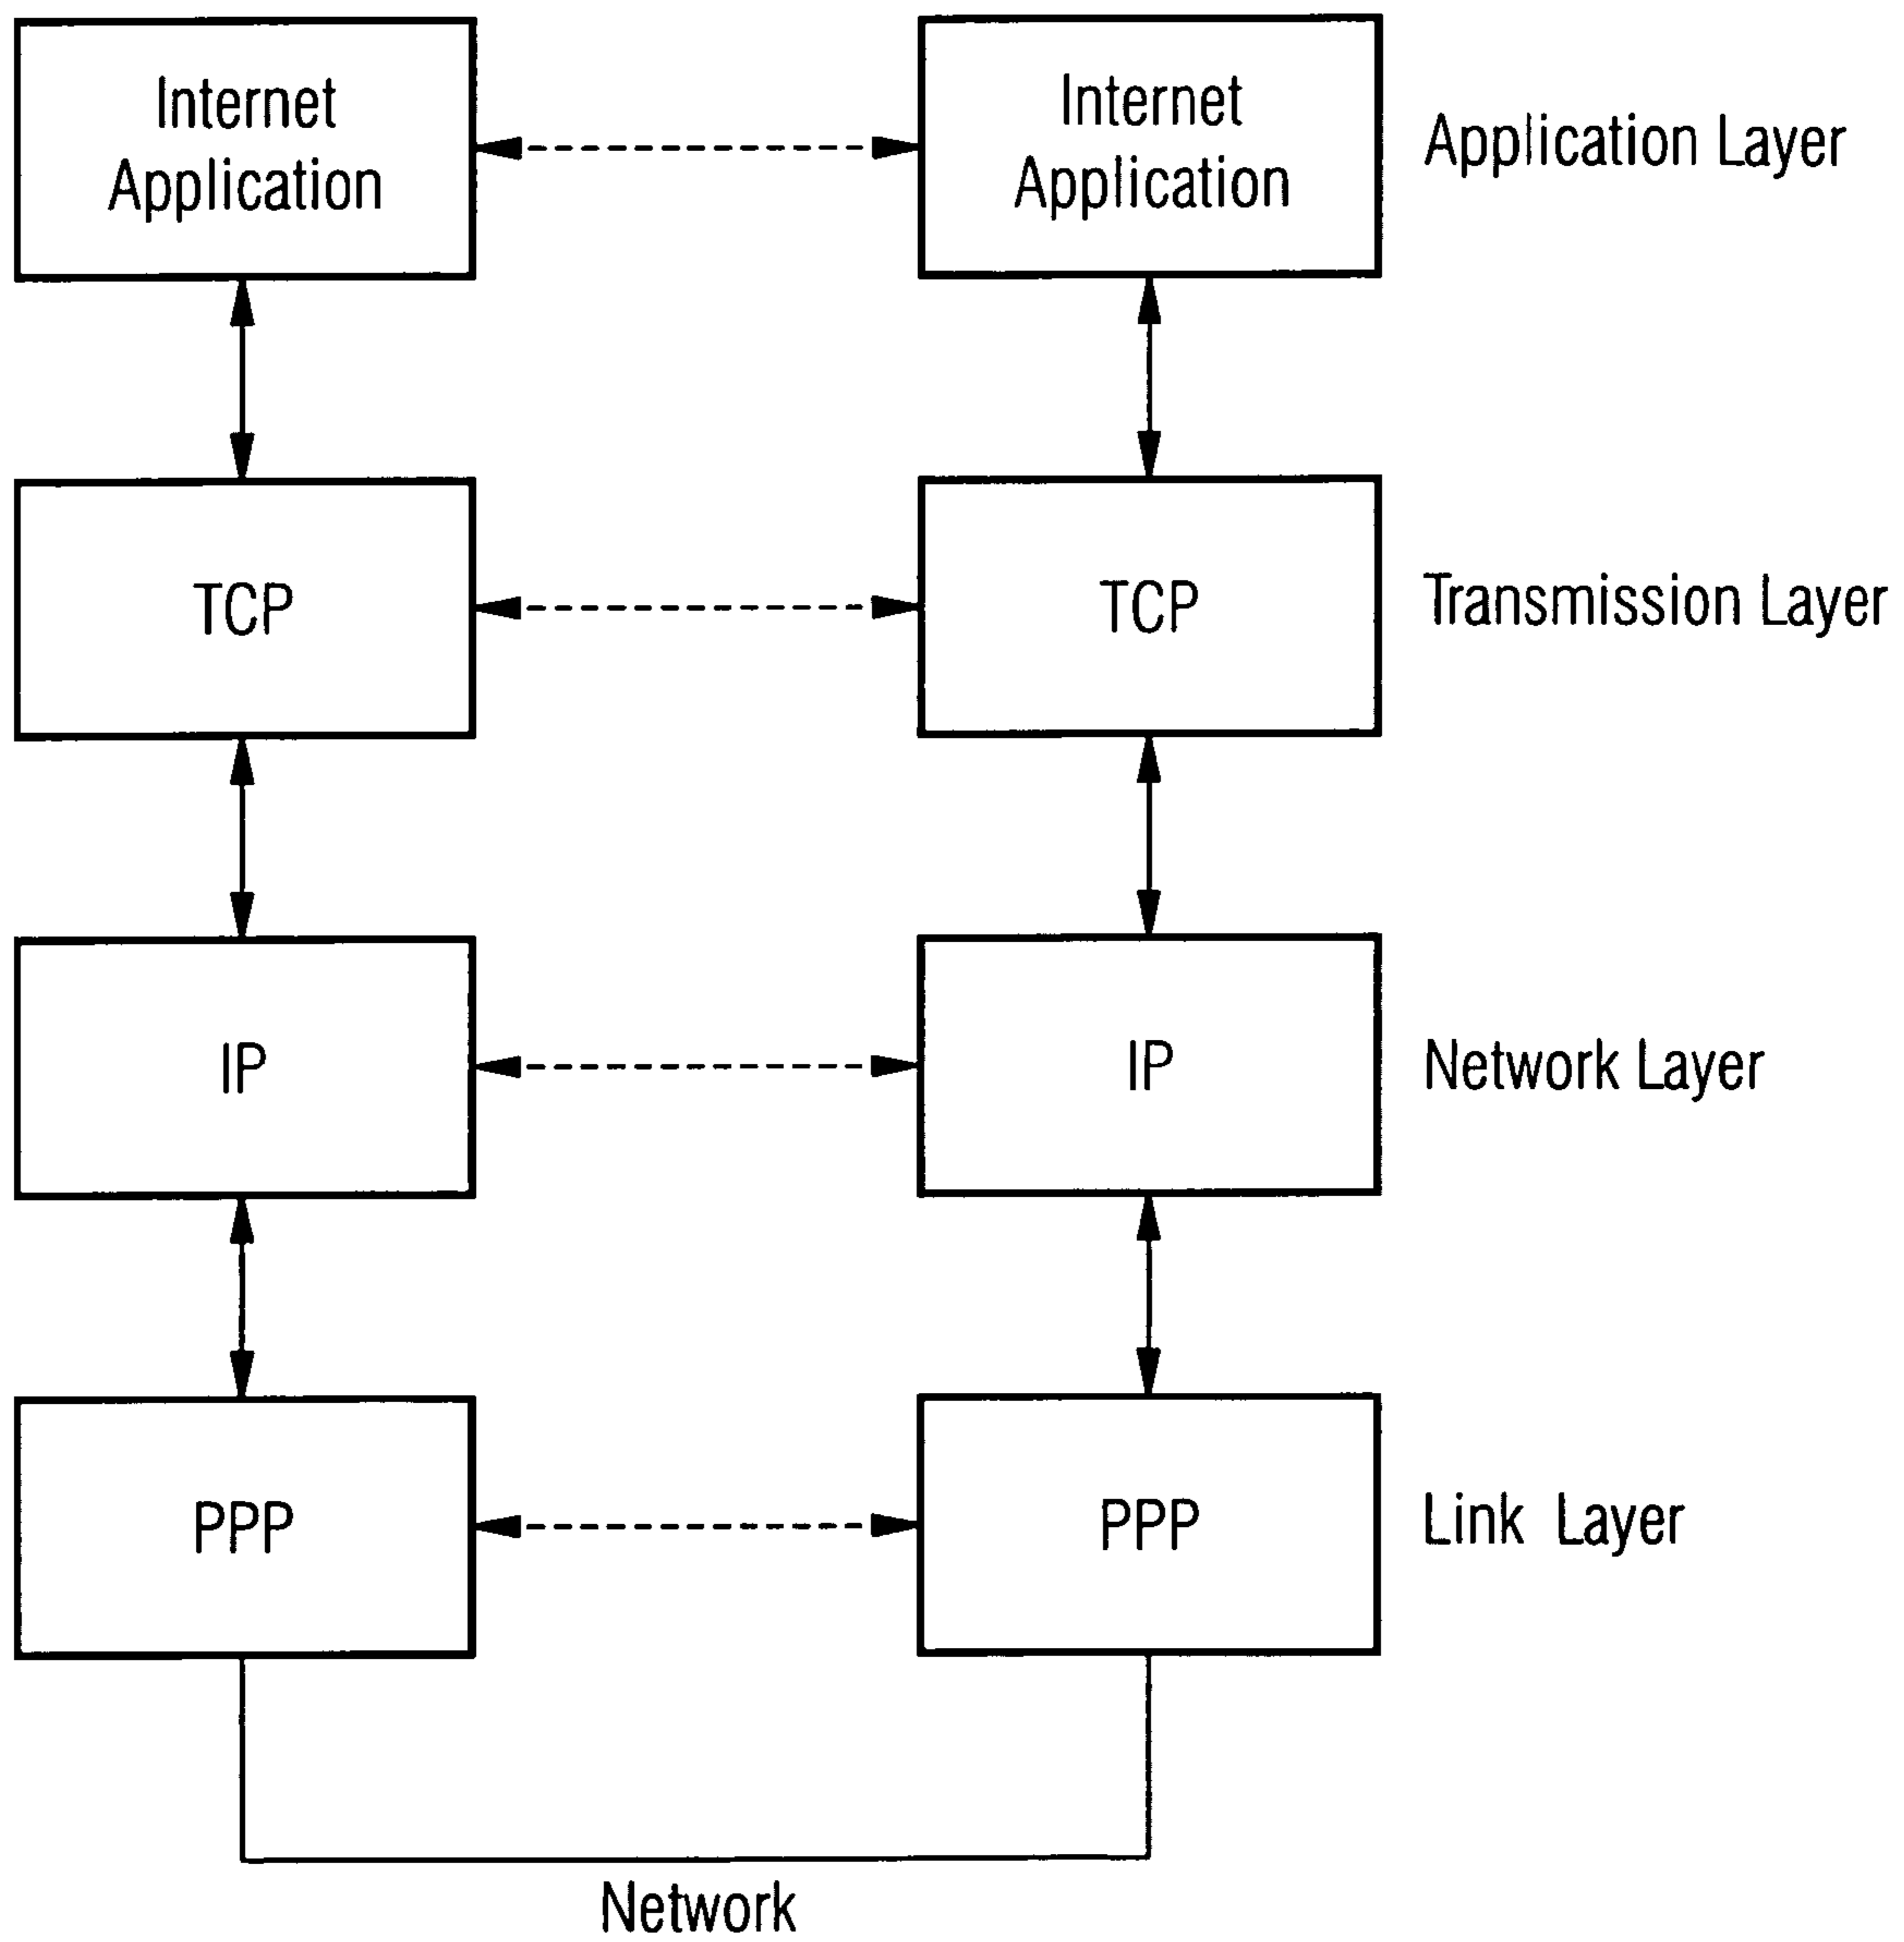 Internet
Application
Internet
Application
Application Layer
TCP
TCP
Transmission Layer
IP
IP
Network Layer
PPP
PPP
Link Layer
Network